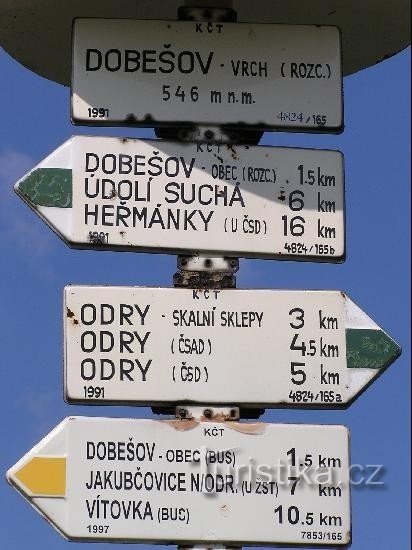 KČT
DOBEŠOV - VRCH (ROZC.)
546 m n.m.
1991 4824/165
KČT
DOBEŠOV - OBEC (ROZC.) 1.5 km
ÚDOLÍ SUCHÁ 6 km
HEŘMÁNKY (U ČSD) 16 km
1991 4824/165b
KČT
ODRY - SKALNÍ SKLEPY 3 km
ODRY (ČSAD) 4.5 km
ODRY (ČSD) 5 km
1991 4824/165a
KČT
DOBEŠOV - OBEC (BUS) 1.5 km
JAKUBČOVICE N/ODR. (U ŽST) 7 km
VÍTOVKA (BUS) 10.5 km
1997 7853/165
Turistika.cz